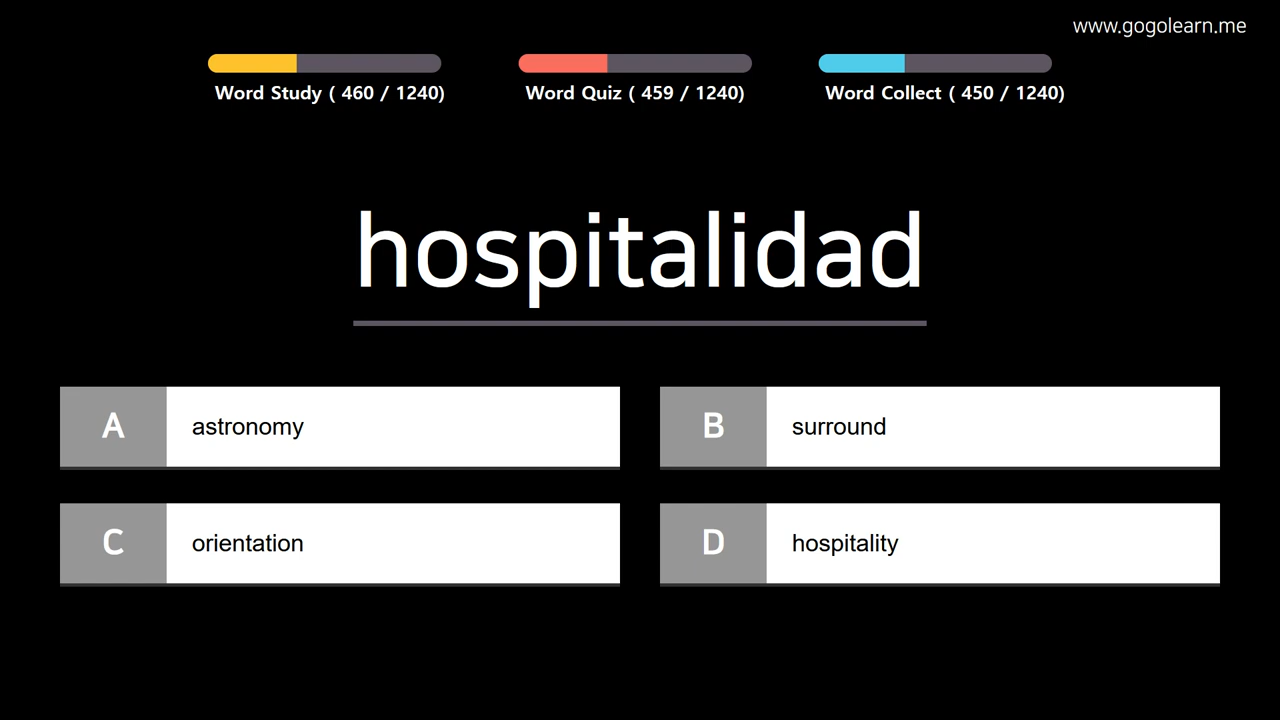 www.gogolearn.me
Word Study ( 460 / 1240)
Word Quiz ( 459 / 1240)
Word Collect ( 450 / 1240)
hospitalidad
A astronomy
B surround
C orientation
D hospitality